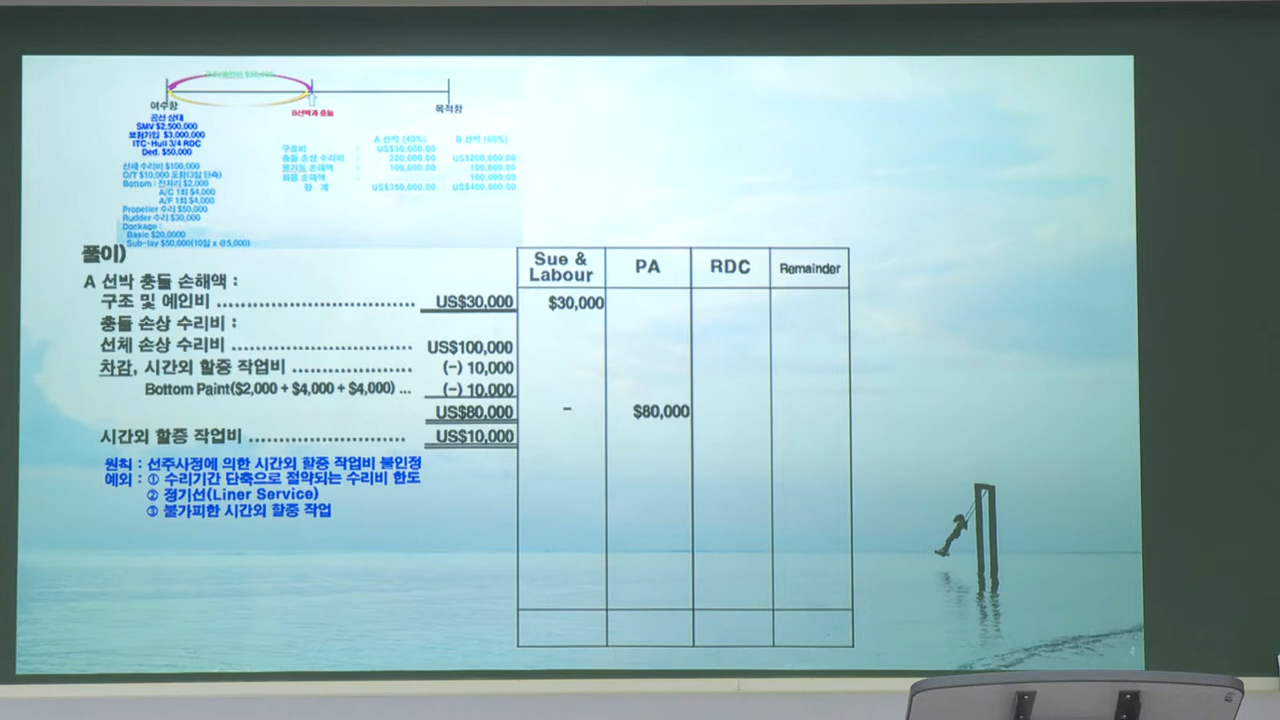 구조/예인비 $30,000
여수항
B선박과 충돌
목적항
공선 상태
SMV $2,500,000
보험가입 $3,000,000
ITC-Hull 3/4 RDC
Ded. $50,000
선체 수리비 $100,000
O/T $10,000 포함(3일 단축)
Bottom : 전처리 $2,000
A/C 1회 $4,000
A/F 1회 $4,000
Propeller 수리 $50,000
Rudder 수리 $30,000
Dockage :
Basic $20,0000
Sub-lay $50,000(10일 x @5,000)
A 선박 (40%) B 선박 (60%)
구조비 : US$30,000.00
충돌 손상 수리비 : 220,000.00 US$200,000.00
불가동 손해액 : 100,000.00 100,000.00
화물 손해액 : 100,000.00
합 계 US$350,000.00 US$400,000.00
풀이)
Sue & Labour PA RDC Remainder
A 선박 충돌 손해액 :
구조 및 예인비 US$30,000 $30,000
충돌 손상 수리비 :
선체 손상 수리비 US$100,000
차감, 시간외 할증 작업비 (-) 10,000
Bottom Paint($2,000 + $4,000 + $4,000) ... (-) 10,000
US$80,000 - $80,000
시간외 할증 작업비 US$10,000
원칙 : 선주사정에 의한 시간외 할증 작업비 불인정
예외 : ① 수리기간 단축으로 절약되는 수리비 한도
② 정기선(Liner Service)
③ 불가피한 시간외 할증 작업
4